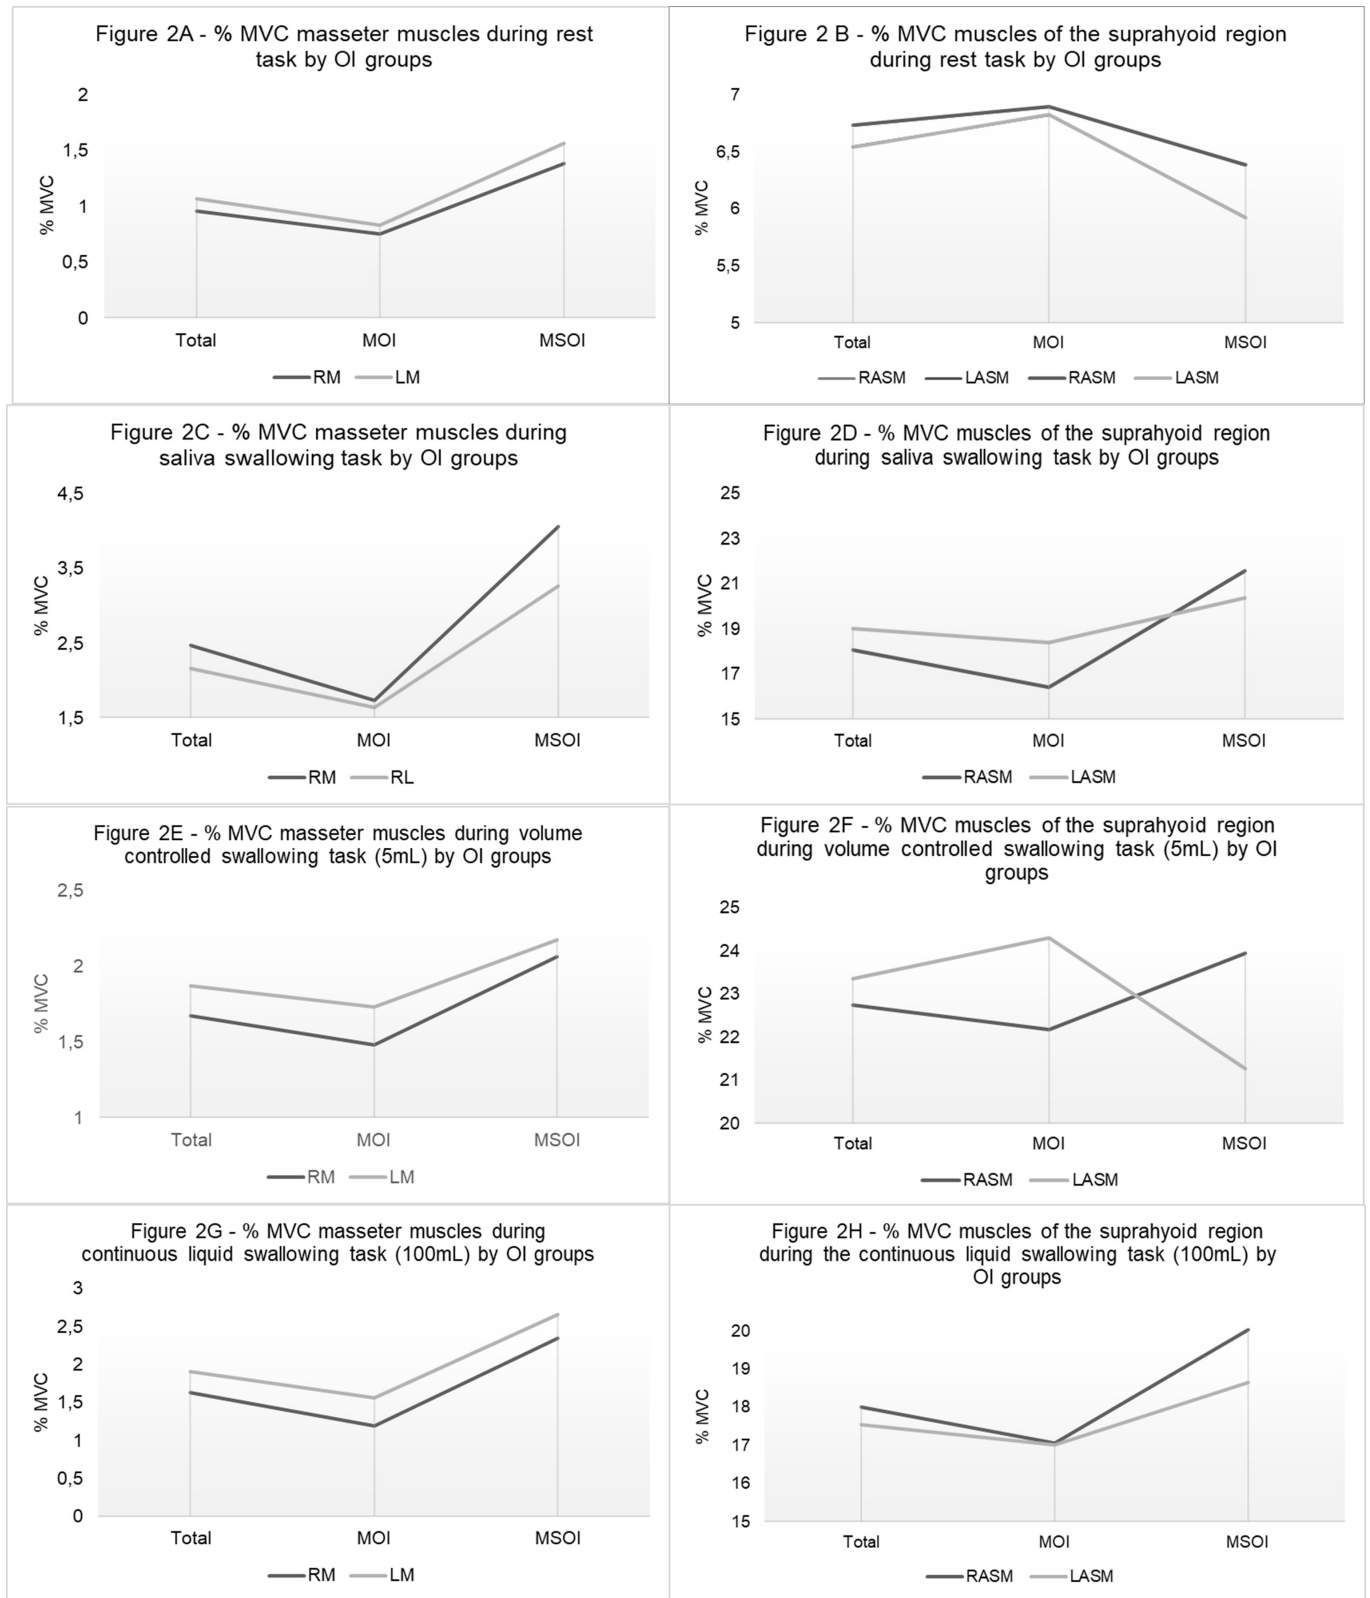 Figure 2A - % MVC masseter muscles during rest
task by OI groups
2
1,5
1
0,5
0
% MVC
Total MOI MSOI
RM LM
Figure 2 B - % MVC muscles of the suprahyoid region
during rest task by OI groups
7
6,5
6
5,5
5
% MVC
Total MOI MSOI
RASM LASM RASM LASM
Figure 2C - % MVC masseter muscles during
saliva swallowing task by OI groups
4,5
3,5
2,5
1,5
% MVC
Total MOI MSOI
RM RL
Figure 2D - % MVC muscles of the suprahyoid region
during saliva swallowing task by OI groups
25
23
21
19
17
15
% MVC
Total MOI MSOI
RASM LASM
Figure 2E - % MVC masseter muscles during volume
controlled swallowing task (5mL) by OI groups
2,5
2
1,5
1
% MVC
Total MOI MSOI
RM LM
Figure 2F - % MVC muscles of the suprahyoid region
during volume controlled swallowing task (5mL) by OI
groups
25
24
23
22
21
20
% MVC
Total MOI MSOI
RASM LASM
Figure 2G - % MVC masseter muscles during
continuous liquid swallowing task (100mL) by OI groups
3
2,5
2
1,5
1
0,5
0
% MVC
Total MOI MSOI
RM LM
Figure 2H - % MVC muscles of the suprahyoid region
during the continuous liquid swallowing task (100mL) by
OI groups
20
19
18
17
16
15
% MVC
Total MOI MSOI
RASM LASM